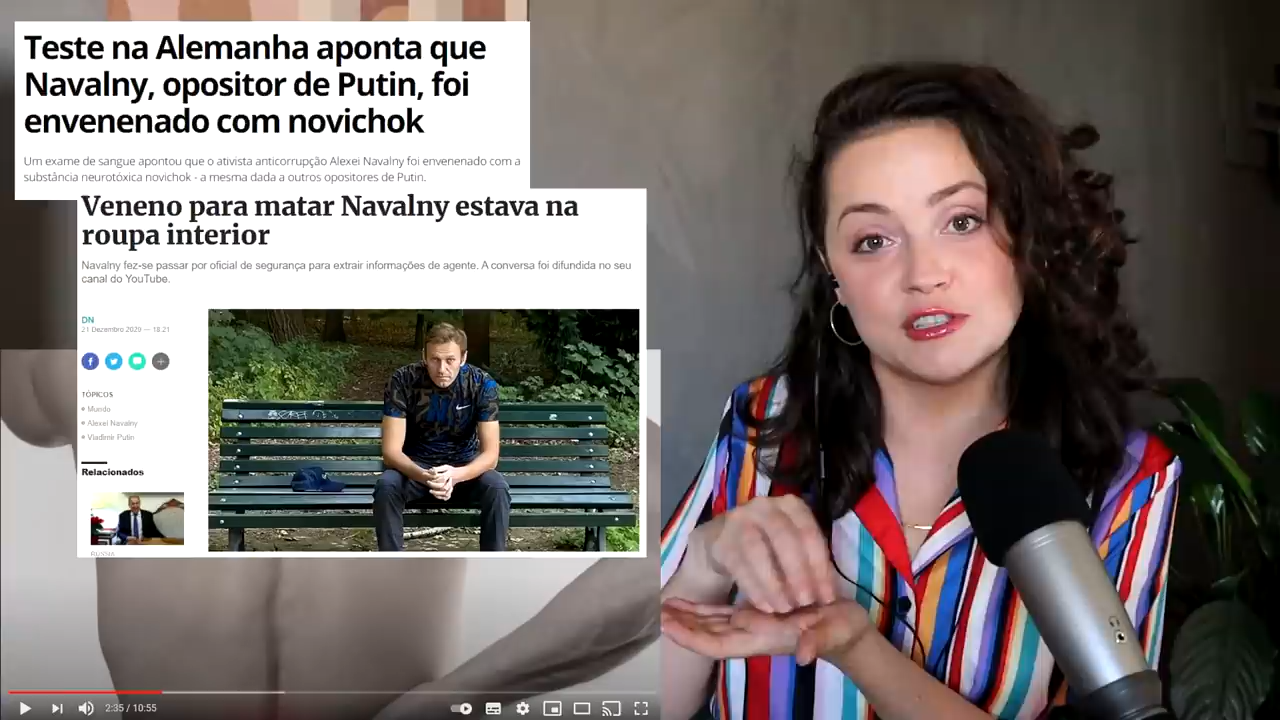 Teste na Alemanha aponta que
Navalny, opositor de Putin, foi
envenenado com novichok
Um exame de sangue apontou que o ativista anticorrupção Alexei Navalny foi envenenado com a
substância neurotóxica novichok - a mesma dada a outros opositores de Putin.
Veneno para matar Navalny estava na
roupa interior
Navalny fez-se passar por oficial de segurança para extrair informações de agente. A conversa foi difundida no seu
canal do YouTube.
DN
21 Dezembro 2020 — 18:21
TÓPICOS
Mundo
Alexei Navalny
Vladimir Putin
Relacionados
RÚSSIA
2:35 / 10:55